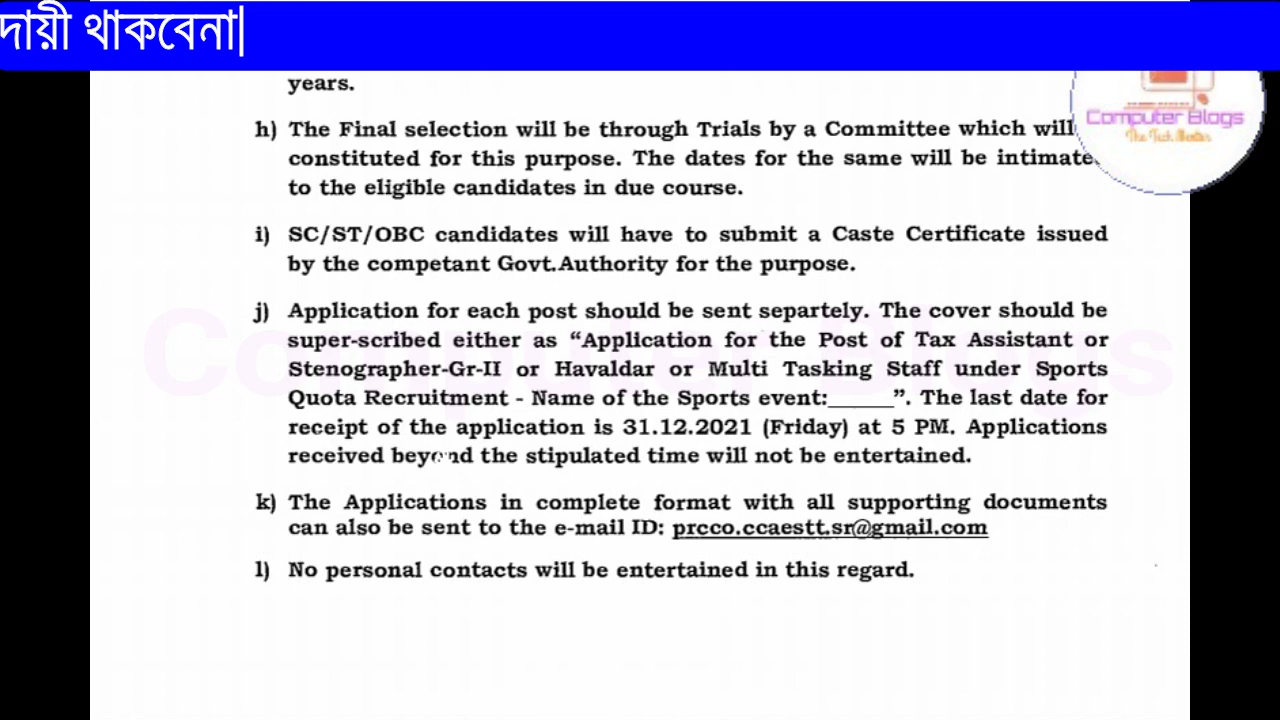 দায়ী থাকবেনা|
years.
Computer Blogs
The Tech Master
h) The Final selection will be through Trials by a Committee which will
constituted for this purpose. The dates for the same will be intimate
to the eligible candidates in due course.
i) SC/ST/OBC candidates will have to submit a Caste Certificate issued
by the competant Govt.Authority for the purpose.
j) Application for each post should be sent separtely. The cover should be
super-scribed either as “Application for the Post of Tax Assistant or
Stenographer-Gr-II or Havaldar or Multi Tasking Staff under Sports
Quota Recruitment - Name of the Sports event:_____”. The last date for
receipt of the application is 31.12.2021 (Friday) at 5 PM. Applications
received beyond the stipulated time will not be entertained.
Computer Blogs
k) The Applications in complete format with all supporting documents
can also be sent to the e-mail ID: prcco.ccaestt.sr@gmail.com
l) No personal contacts will be entertained in this regard.